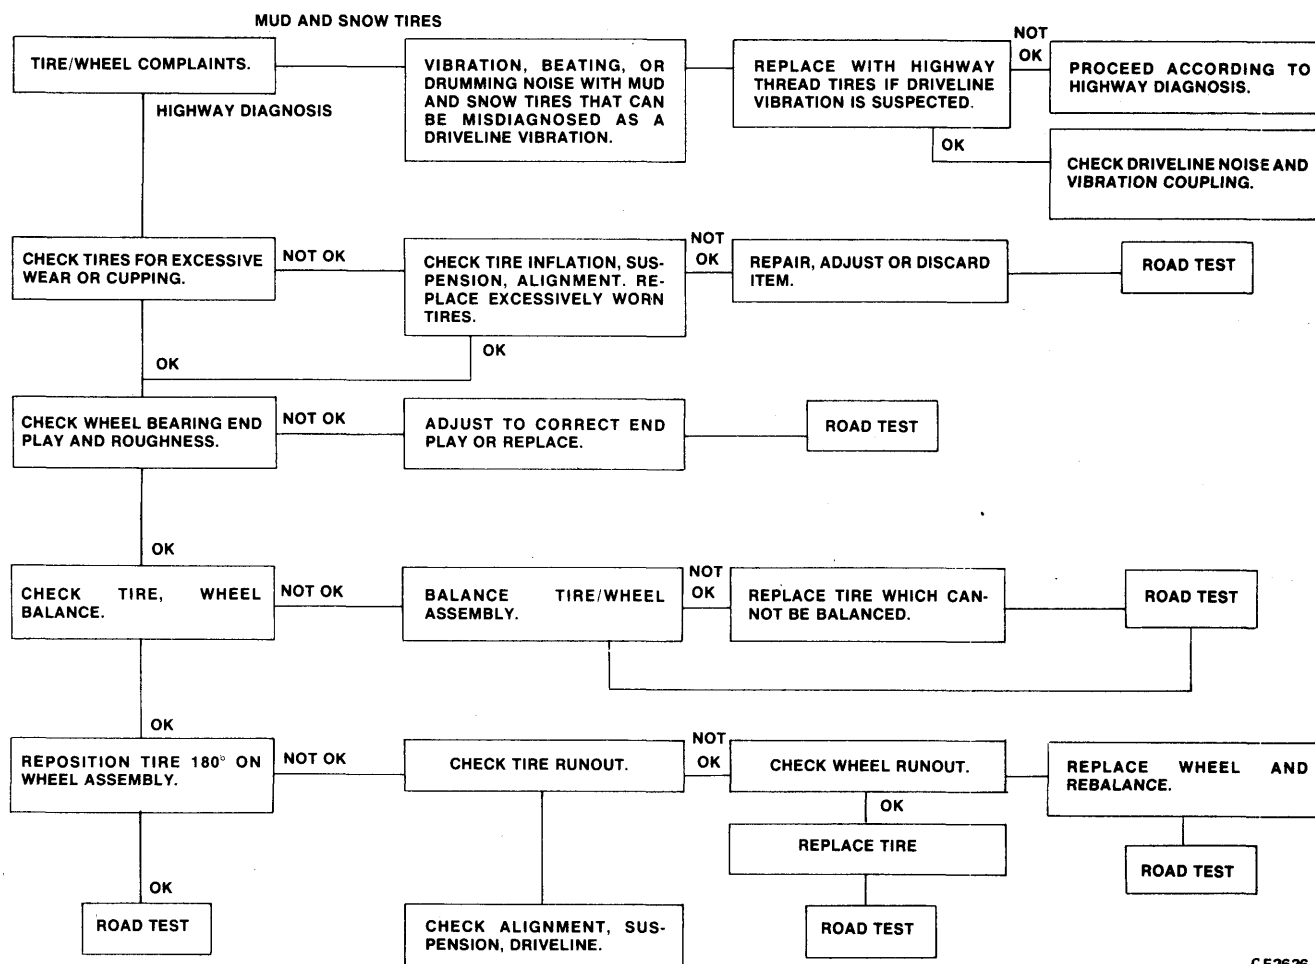 MUD AND SNOW TIRES
TIRE/WHEEL COMPLAINTS.
VIBRATION, BEATING, OR
DRUMMING NOISE WITH MUD
AND SNOW TIRES THAT CAN
BE MISDIAGNOSED AS A
DRIVELINE VIBRATION.
REPLACE WITH HIGHWAY
THREAD TIRES IF DRIVELINE
VIBRATION IS SUSPECTED.
NOT
OK
PROCEED ACCORDING TO
HIGHWAY DIAGNOSIS.
HIGHWAY DIAGNOSIS
OK
CHECK DRIVELINE NOISE AND
VIBRATION COUPLING.
CHECK TIRES FOR EXCESSIVE
WEAR OR CUPPING.
NOT OK
CHECK TIRE INFLATION, SUS-
PENSION, ALIGNMENT. RE-
PLACE EXCESSIVELY WORN
TIRES.
NOT
OK
REPAIR, ADJUST OR DISCARD
ITEM.
ROAD TEST
OK
OK
CHECK WHEEL BEARING END
PLAY AND ROUGHNESS.
NOT OK
ADJUST TO CORRECT END
PLAY OR REPLACE.
ROAD TEST
OK
CHECK TIRE, WHEEL
BALANCE.
NOT OK
BALANCE TIRE/WHEEL
ASSEMBLY.
NOT
OK
REPLACE TIRE WHICH CAN-
NOT BE BALANCED.
ROAD TEST
OK
REPOSITION TIRE 180° ON
WHEEL ASSEMBLY.
NOT OK
CHECK TIRE RUNOUT.
NOT
OK
CHECK WHEEL RUNOUT.
REPLACE WHEEL AND
REBALANCE.
OK
REPLACE TIRE
ROAD TEST
OK
ROAD TEST
CHECK ALIGNMENT, SUS-
PENSION, DRIVELINE.
ROAD TEST